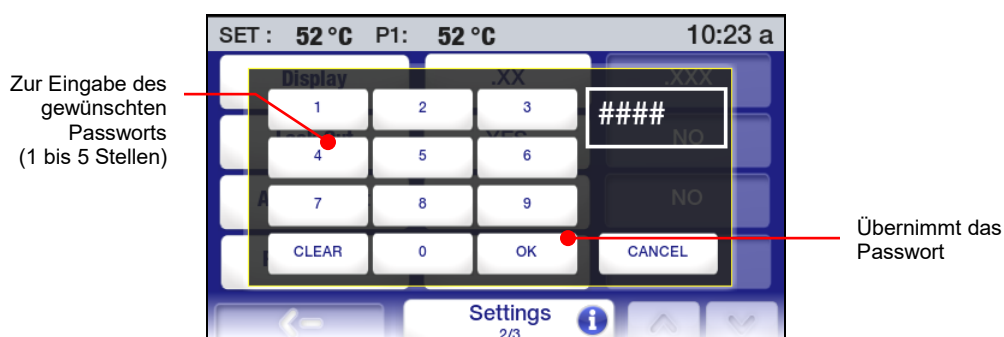 SET : 52 °C P1: 52 °C 10:23 a
Display .XX .XXX
Zur Eingabe des
gewünschten
Passworts
(1 bis 5 Stellen)
1 2 3
####
YES NO
4 5 6
7 8 9
NO
CLEAR 0 OK CANCEL
Übernimmt das
Passwort
Settings
2/3